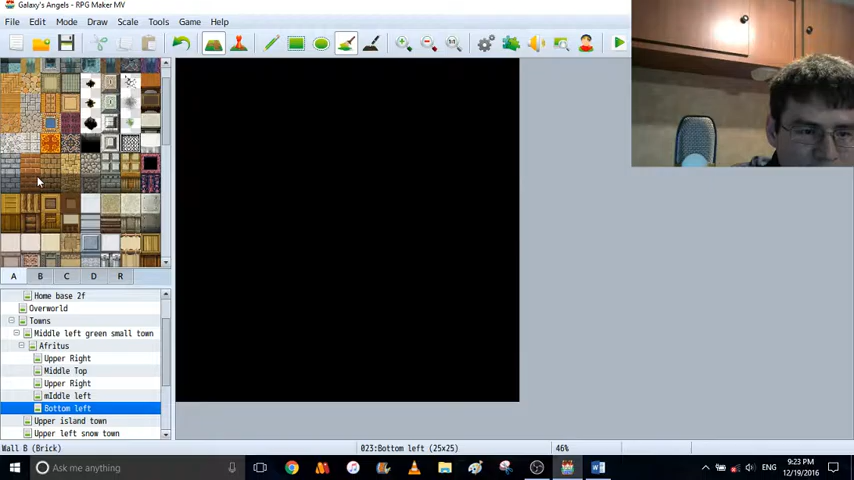 Galaxy's Angels - RPG Maker MV
File Edit Mode Draw Scale Tools Game Help
1:1
A B C D R
Home base 2f
Overworld
Towns
Middle left green small town
Afritus
Upper Right
Middle Top
Upper Right
mIddle left
Bottom left
Upper island town
Upper left snow town
Wall B (Brick) 023:Bottom left (25x25) 46%
Ask me anything
ENG
9:23 PM
12/19/2016